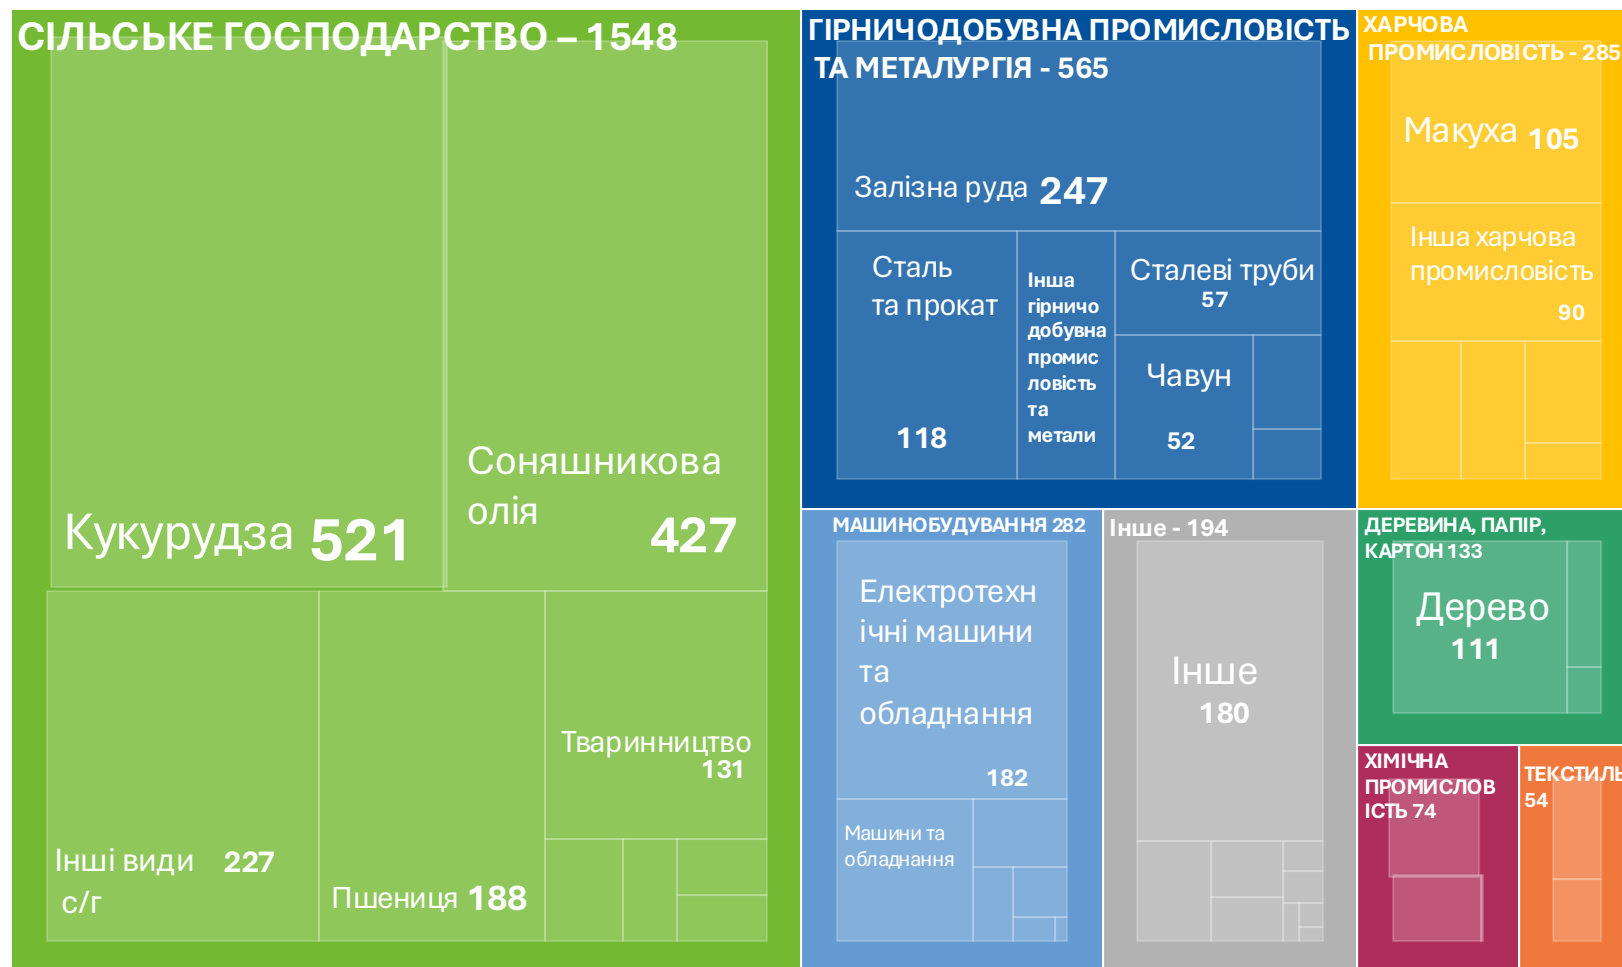 СІЛЬСЬКЕ ГОСПОДАРСТВО – 1548
Кукурудза 521
Соняшникова
олія
427
Інші види 227
с/г
Пшениця 188
Тваринництво
131
ГІРНИЧОДОБУВНА ПРОМИСЛОВІСТЬ
ТА МЕТАЛУРГІЯ - 565
Залізна руда 247
Сталь
та прокат
118
Інша
гірничо
добувна
промис
ловість
та
метали
Сталеві труби
57
Чавун
52
ХАРЧОВА
ПРОМИСЛОВІСТЬ - 285
Макуха 105
Інша харчова
промисловість
90
МАШИНОБУДУВАННЯ 282
Електротехн
ічні машини
та
обладнання
182
Машини та
обладнання
Інше - 194
Інше
180
ДЕРЕВИНА, ПАПІР,
КАРТОН 133
Дерево
111
ХІМІЧНА
ПРОМИСЛОВ
ІСТЬ 74
ТЕКСТИЛЬ
54